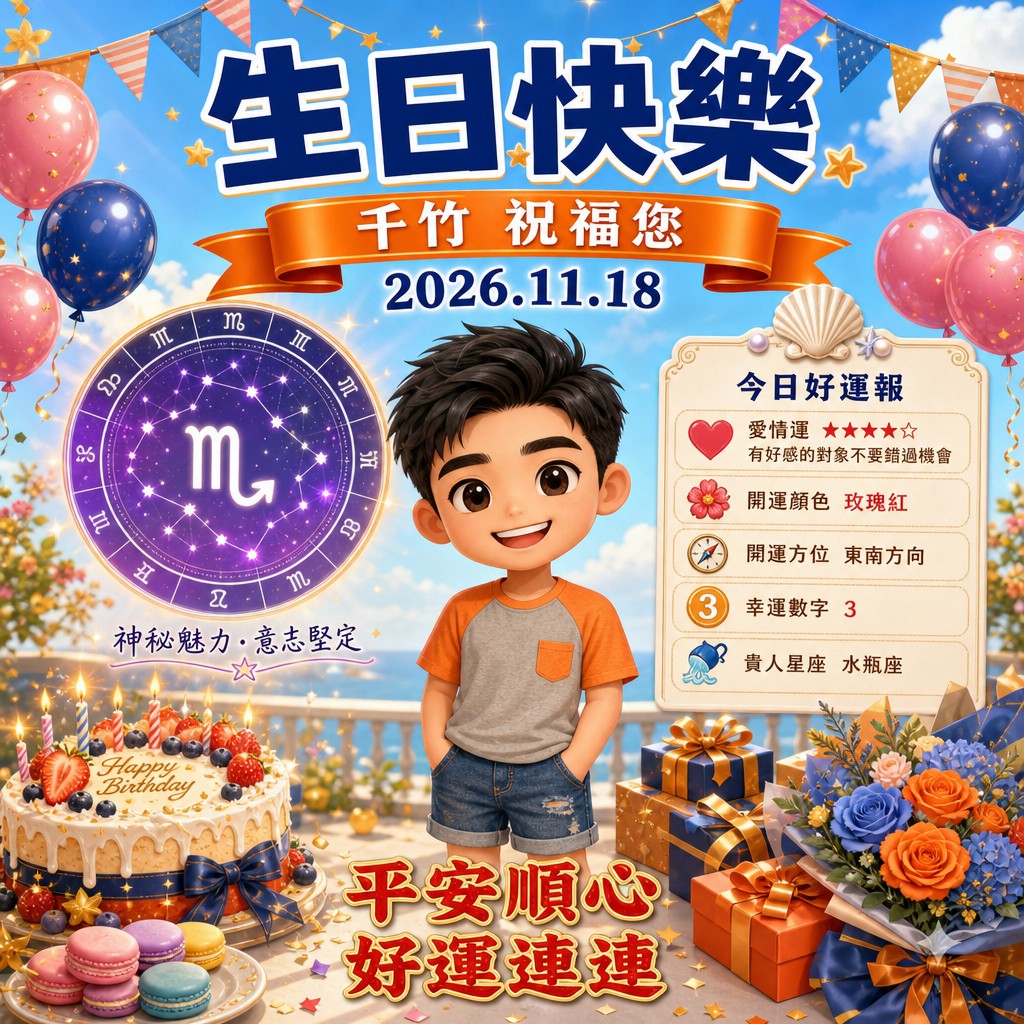 生日快樂
千竹 祝福您
2026.11.18
今日好運報
愛情運 ★★★★☆
有好感的對象不要錯過機會
開運顏色 玫瑰紅
開運方位 東南方向
3
幸運數字 3
貴人星座 水瓶座
♏
神秘魅力·意志堅定
Happy
Birthday
平安順心
好運連連